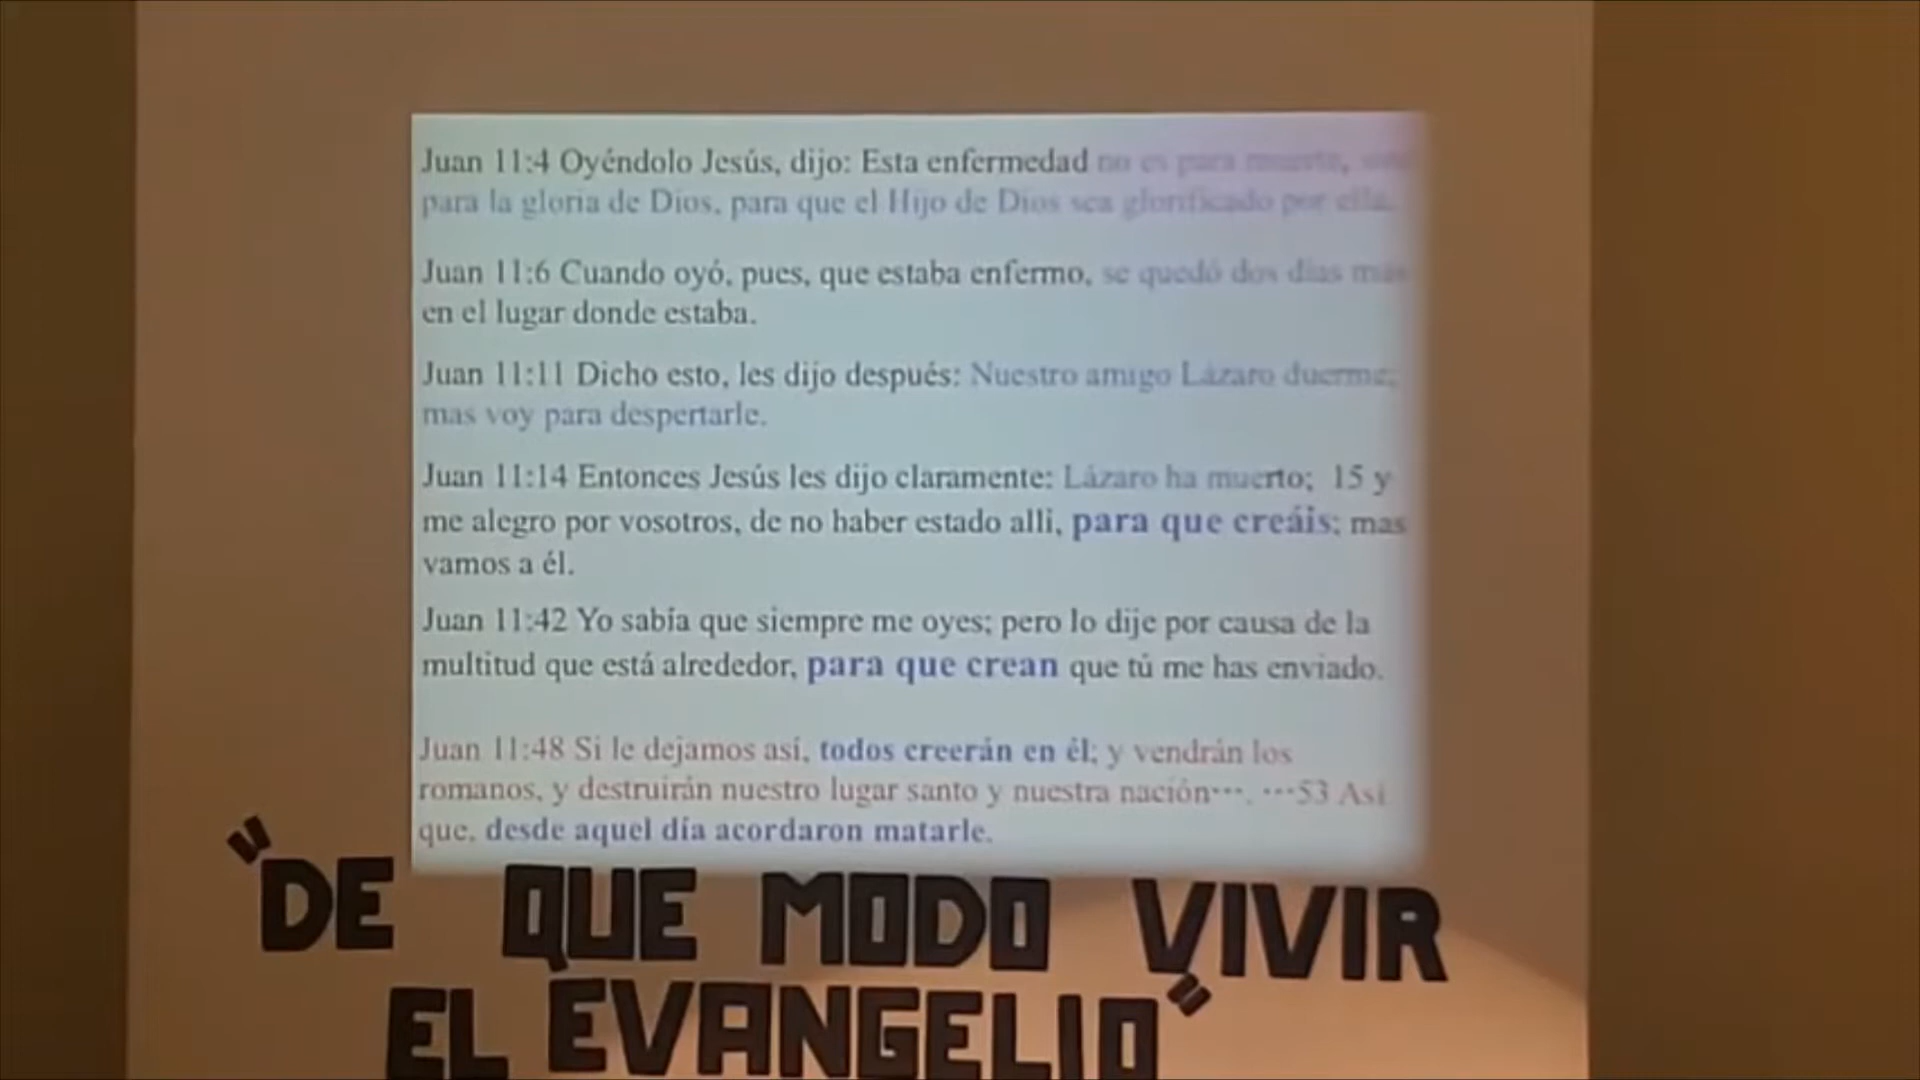 Juan 11:4 Oyéndolo Jesús, dijo: Esta enfermedad no es para muerte,
para la gloria de Dios, para que el Hijo de Dios sea glorificado por ella.
Juan 11:6 Cuando oyó, pues, que estaba enfermo, se quedó dos días más
en el lugar donde estaba.
Juan 11:11 Dicho esto, les dijo después: Nuestro amigo Lázaro duerme;
mas voy para despertarle.
Juan 11:14 Entonces Jesús les dijo claramente: Lázaro ha muerto; 15 y
me alegro por vosotros, de no haber estado alli, para que creáis; mas
vamos a él.
Juan 11:42 Yo sabía que siempre me oyes; pero lo dije por causa de la
multitud que está alrededor, para que crean que tú me has enviado.
Juan 11:48 Si le dejamos así, todos creerán en él; y vendrán los
romanos, y destruirán nuestro lugar santo y nuestra nación···. ···53 Así
que, desde aquel día acordaron matarle.
"DE QUE MODO VIVIR
EL EVANGELIO"